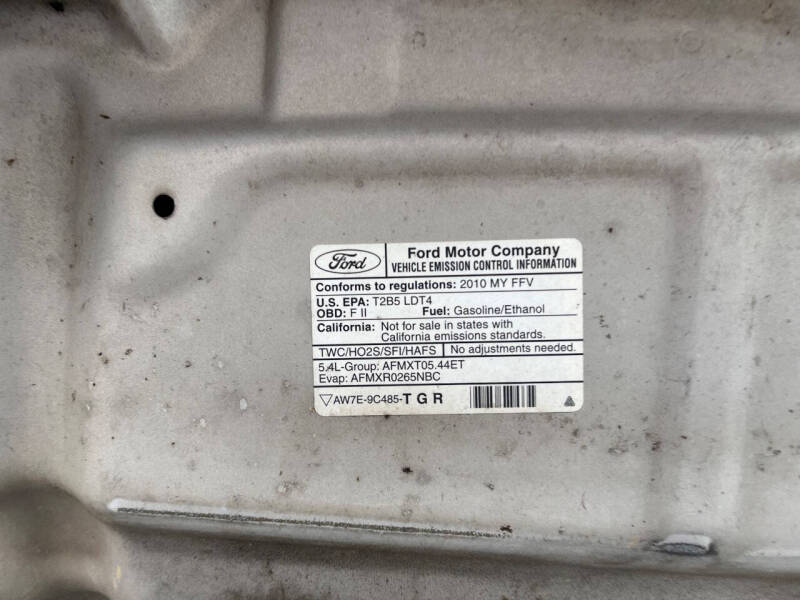 Ford
Ford Motor Company
VEHICLE EMISSION CONTROL INFORMATION
Conforms to regulations: 2010 MY FFV
U.S. EPA: T2B5 LDT4
OBD: F II Fuel: Gasoline/Ethanol
California: Not for sale in states with
California emissions standards.
TWC/HO2S/SFI/HAFS No adjustments needed.
5.4L-Group: AFMXT05.44ET
Evap: AFMXR0265NBC
AW7E-9C485-T G R